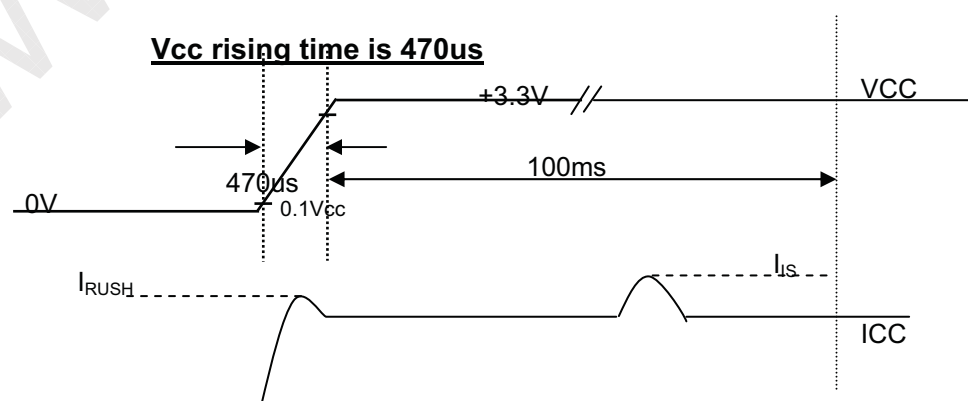 Vcc rising time is 470us
+3.3V
VCC
100ms
470us
0V
0.1Vcc
IRUSH
IIS
ICC